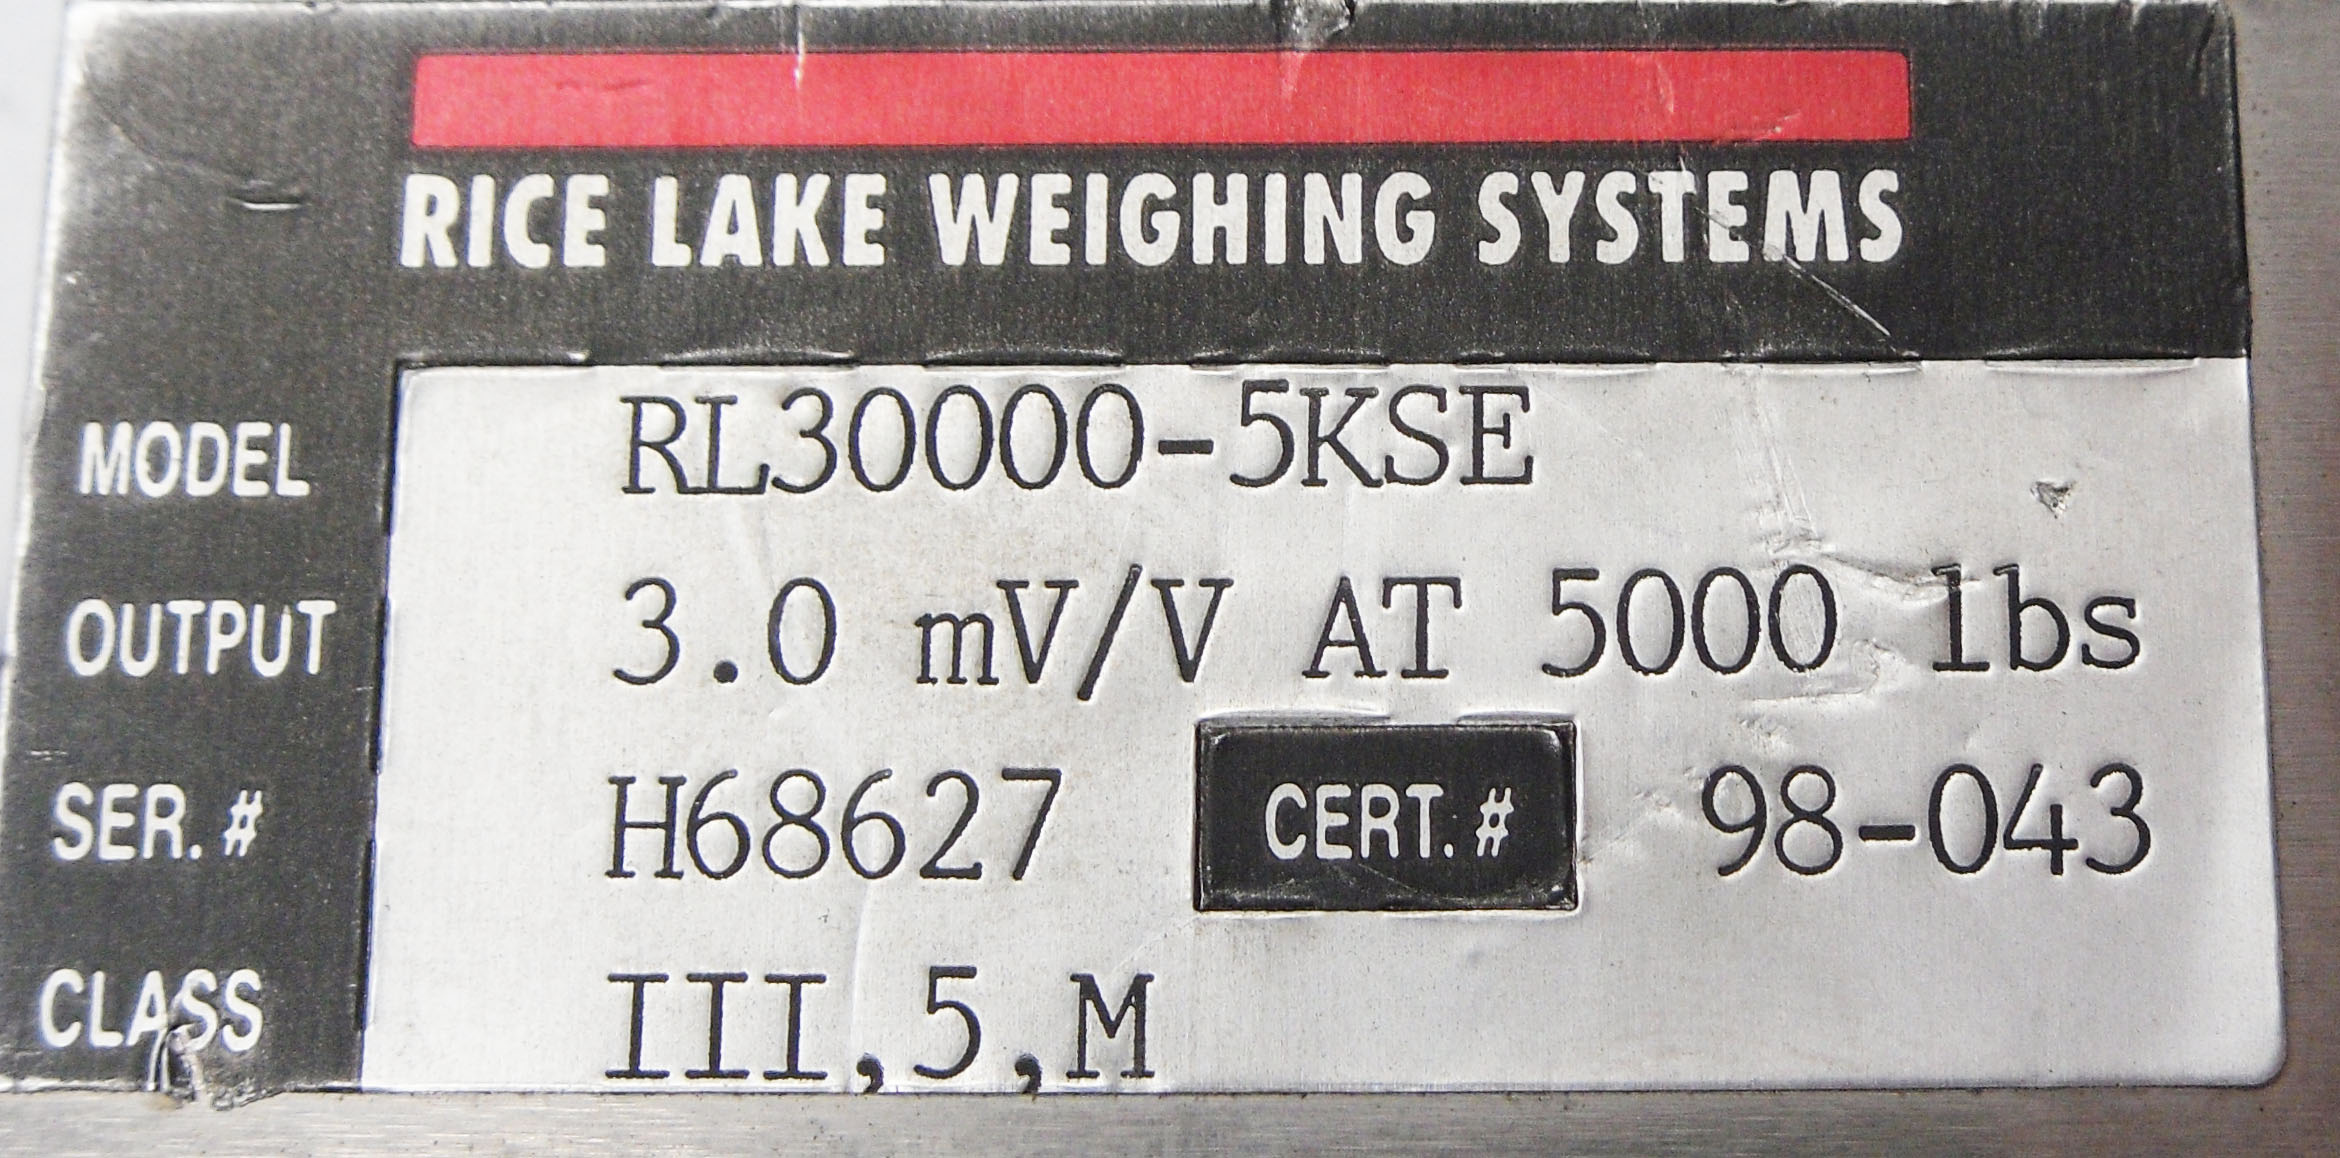 RICE LAKE WEIGHING SYSTEMS
MODEL RL30000-5KSE
OUTPUT 3.0 mV/V AT 5000 lbs
SER. # H68627 CERT. # 98-043
CLASS III,5,M